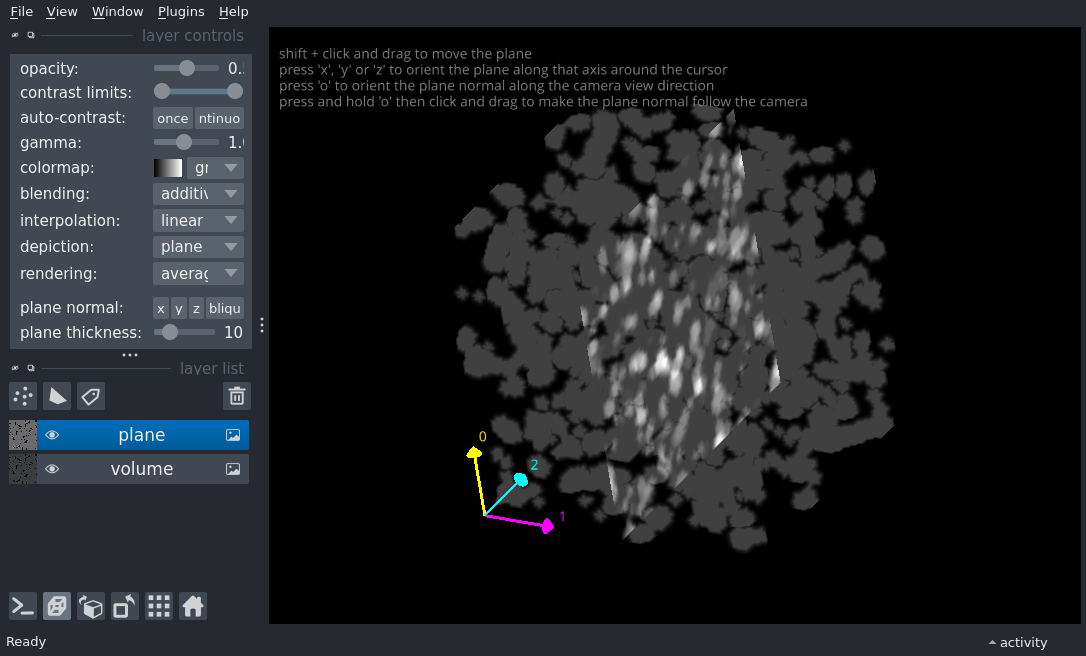 File View Window Plugins Help
layer controls
opacity: 0.
contrast limits:
auto-contrast: once ntinuo
gamma: 1.
colormap: gr
blending: additiv
interpolation: linear
depiction: plane
rendering: averag
plane normal: x y z bliqu
plane thickness: 10
layer list
plane
volume
shift + click and drag to move the plane
press 'x', 'y' or 'z' to orient the plane along that axis around the cursor
press 'o' to orient the plane normal along the camera view direction
press and hold 'o' then click and drag to make the plane normal follow the camera
0
2
1
Ready
activity